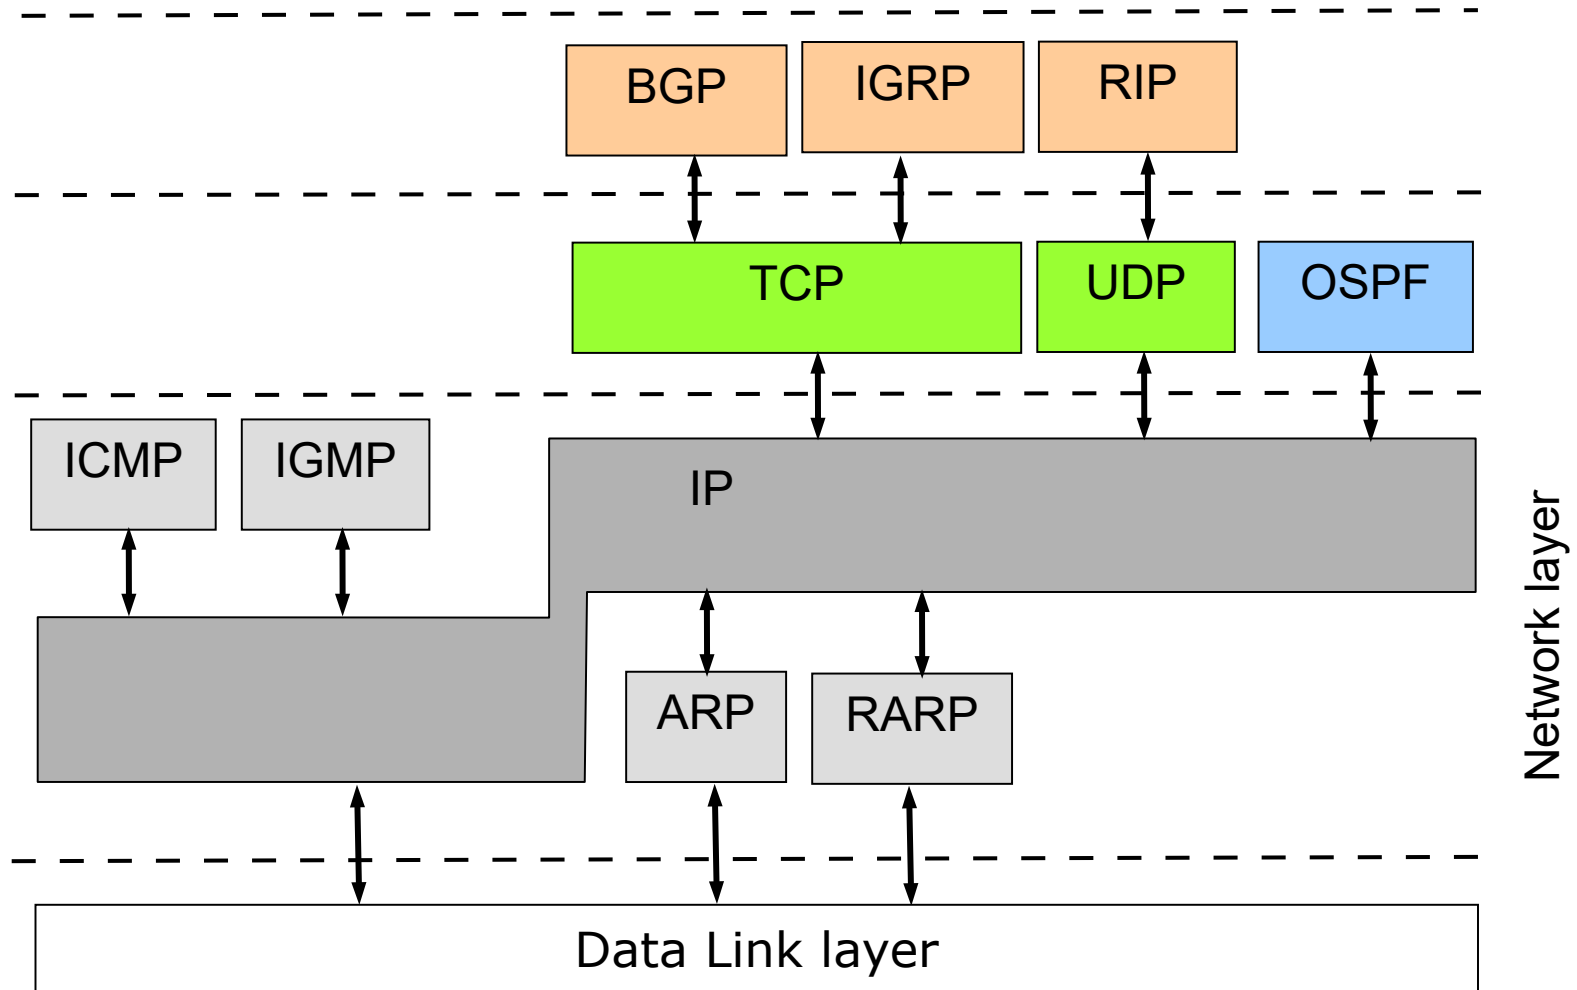 BGP
IGRP
RIP
TCP
UDP
OSPF
ICMP
IGMP
IP
ARP
RARP
Network layer
Data Link layer